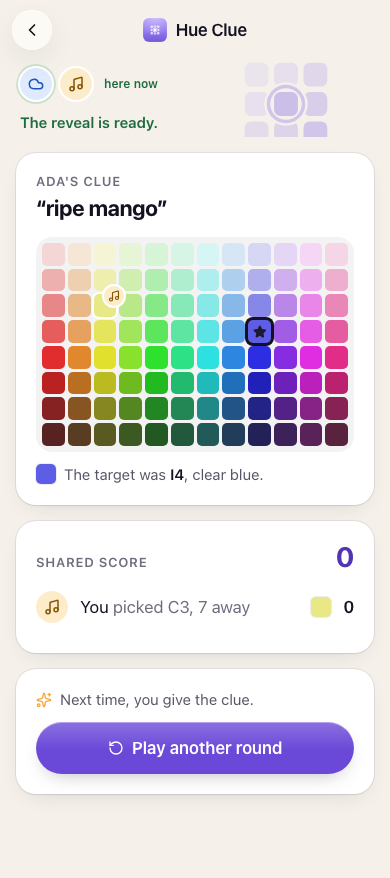 Hue Clue
here now
The reveal is ready.
ADA'S CLUE
“ripe mango”
The target was I4, clear blue.
SHARED SCORE
0
You picked C3, 7 away
0
Next time, you give the clue.
Play another round